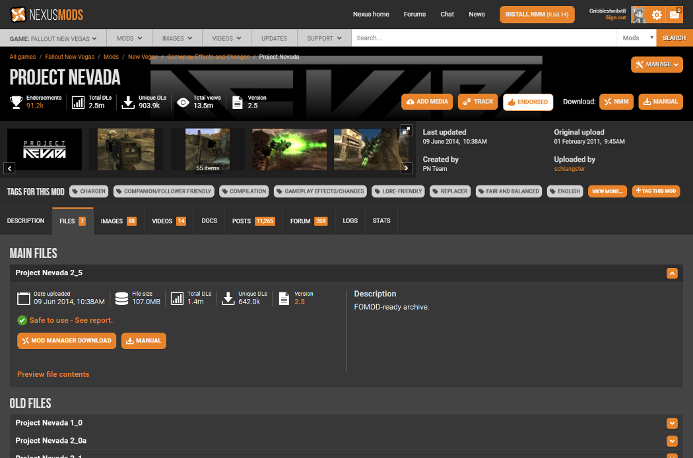 NEXUSMODS
Nexus home
Forums
Chat
News
INSTALL NMM (0.63.14)
Sign out
GAME: FALLOUT NEW VEGAS
MODS
IMAGES
VIDEOS
UPDATES
SUPPORT
Search...
Mods
SEARCH
All games / Fallout New Vegas / Mods / New Vegas / Gameplay Effects and Changes / Project Nevada
PROJECT NEVADA
MANAGE
Endorsements
91.2k
Total DLs
2.5m
Unique DLs
903.9k
Total views
13.5m
Version
2.5
ADD MEDIA
TRACK
ENDORSED
Download:
NMM
MANUAL
PROJECT
NEVADA
55 items
Last updated
09 June 2014, 10:38AM
Original upload
01 February 2011, 9:45AM
Created by
PN Team
Uploaded by
schlangster
TAGS FOR THIS MOD
CHARGEN
COMPANION/FOLLOWER FRIENDLY
COMPILATION
GAMEPLAY EFFECTS/CHANGES
LORE-FRIENDLY
REPLACER
FAIR AND BALANCED
ENGLISH
VIEW MORE...
TAG THIS MOD
DESCRIPTION
FILES 7
IMAGES
VIDEOS 14
DOCS
POSTS 11,265
FORUM
LOGS
STATS
MAIN FILES
Project Nevada 2_5
Date uploaded
09 Jun 2014, 10:38AM
File size
107.0MB
Total DLs
1.4m
Unique DLs
642.0k
Version
2.5
Description
FOMOD-ready archive.
Safe to use - See report.
MOD MANAGER DOWNLOAD
MANUAL
Preview file contents
OLD FILES
Project Nevada 1_0
Project Nevada 2_0a